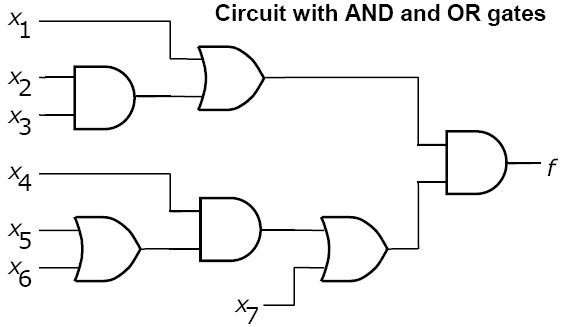 Circuit with AND and OR gates
x1
x2
x3
x4
x5
x6
x7
f